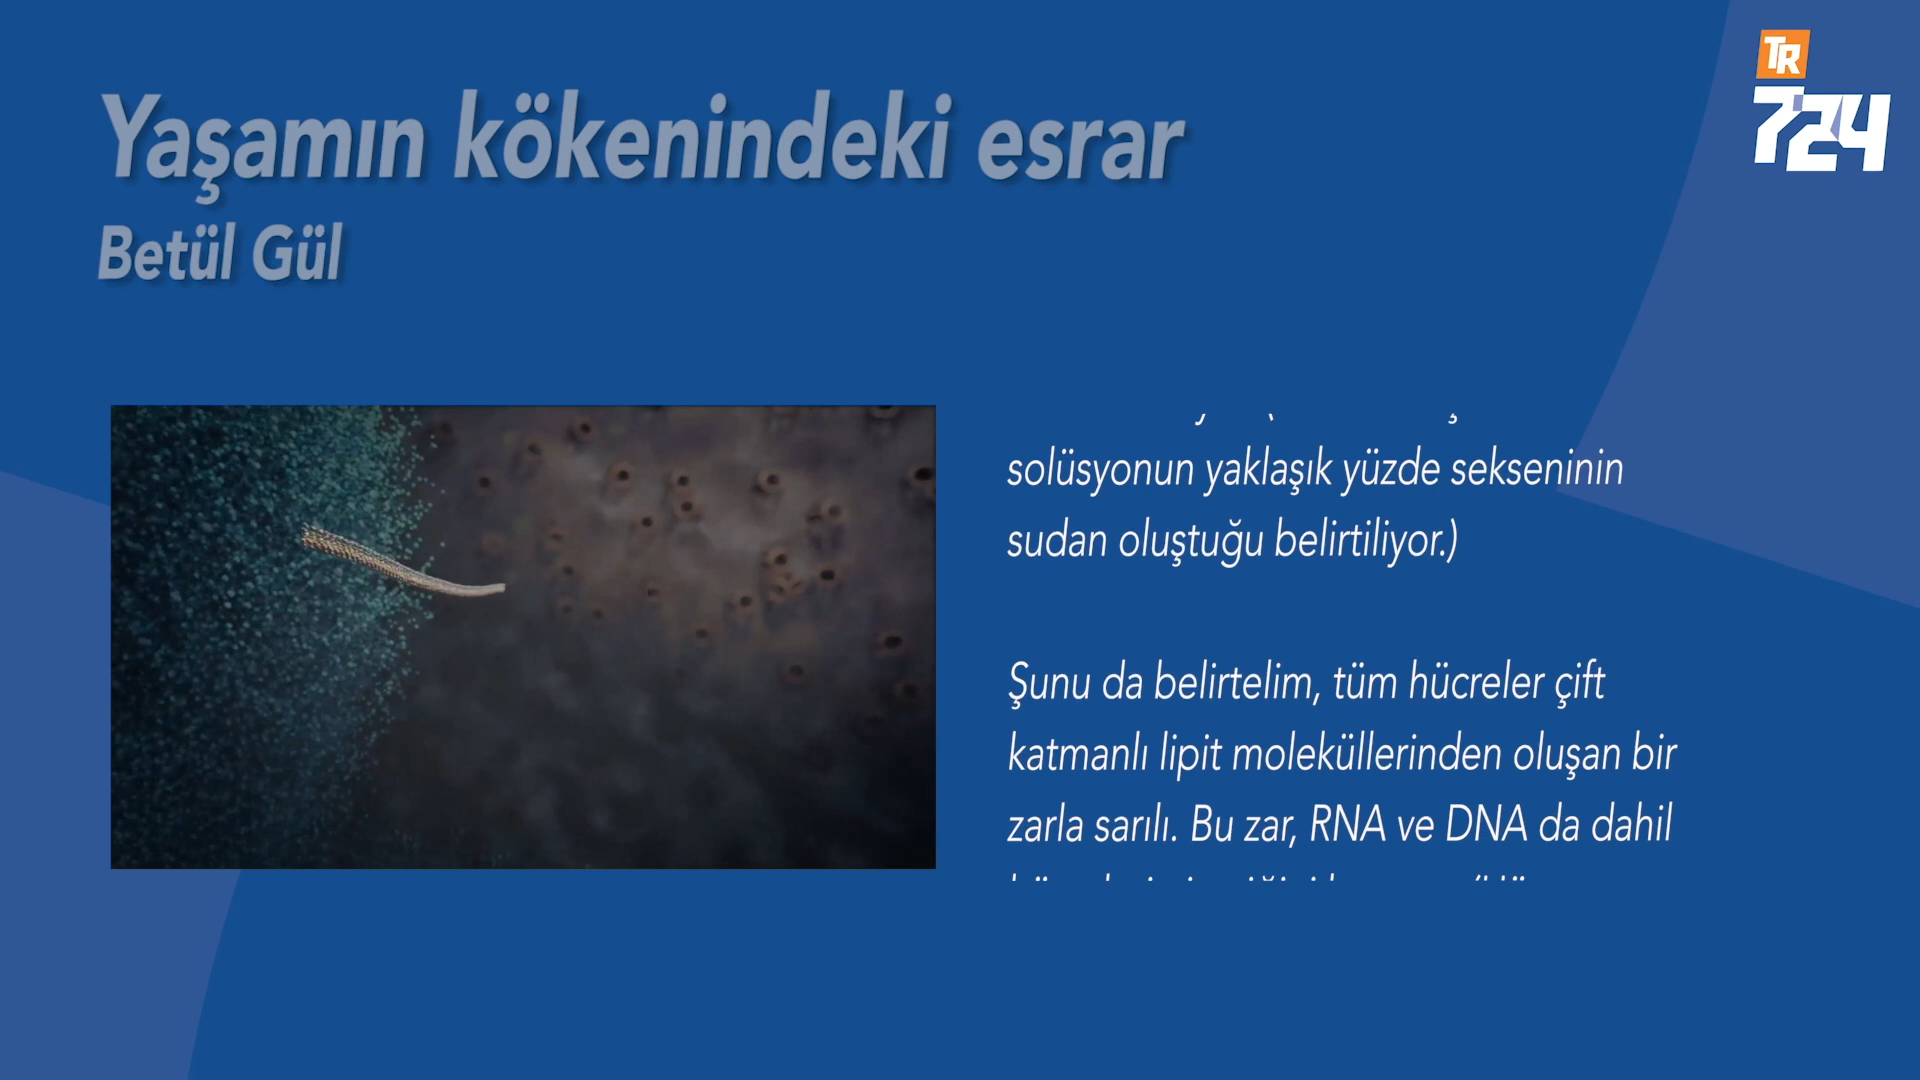 Yaşamın kökenindeki esrar
Betül Gül
TR
724
solüsyonun yaklaşık yüzde sekseninin
sudan oluştuğu belirtiliyor.)
Şunu da belirtelim, tüm hücreler çift
katmanlı lipit moleküllerinden oluşan bir
zarla sarılı. Bu zar, RNA ve DNA da dahil